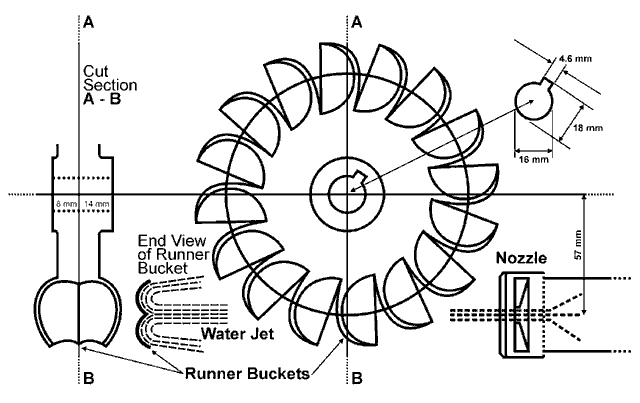 A
A
Cut
Section
A - B
4.6 mm
18 mm
16 mm
8 mm
14 mm
57 mm
End View
of Runner
Bucket
Nozzle
Water Jet
Runner Buckets
B
B